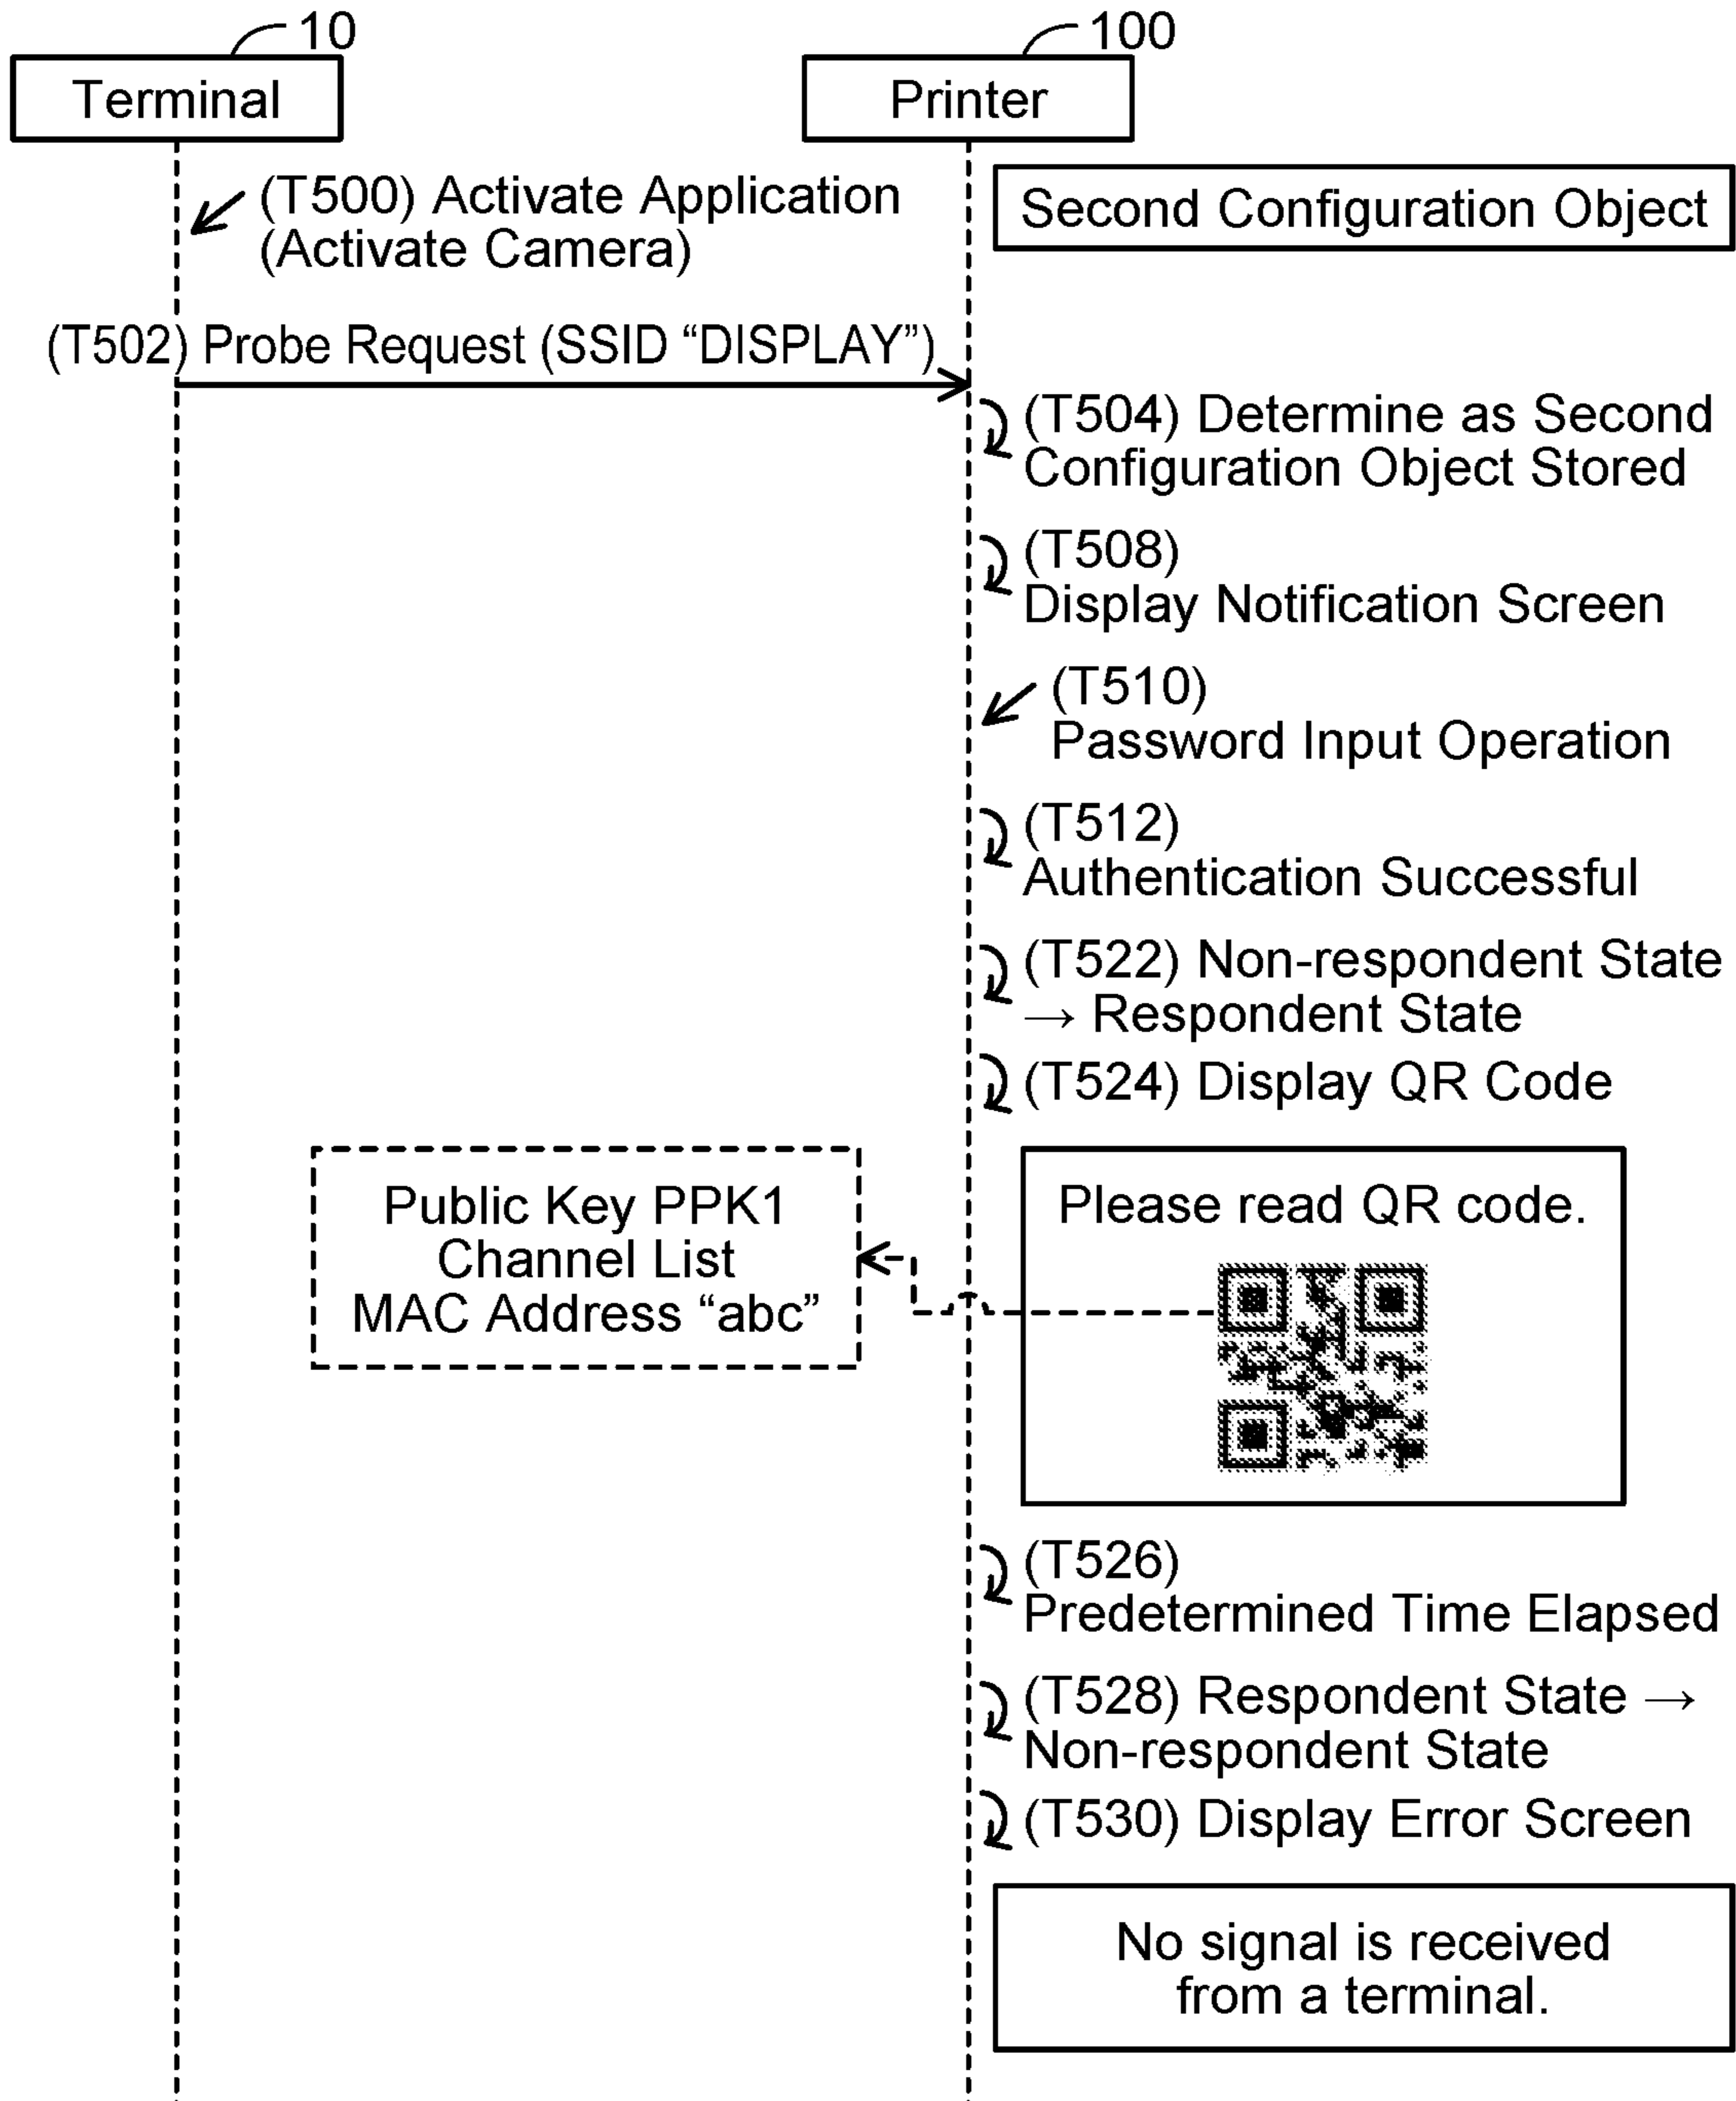 10
100
Terminal
Printer
(T500) Activate Application
(Activate Camera)
Second Configuration Object
(T502) Probe Request (SSID “DISPLAY”)
(T504) Determine as Second
Configuration Object Stored
(T508)
Display Notification Screen
(T510)
Password Input Operation
(T512)
Authentication Successful
(T522) Non-respondent State
→ Respondent State
(T524) Display QR Code
Public Key PPK1
Channel List
MAC Address “abc”
Please read QR code.
(T526)
Predetermined Time Elapsed
(T528) Respondent State →
Non-respondent State
(T530) Display Error Screen
No signal is received
from a terminal.